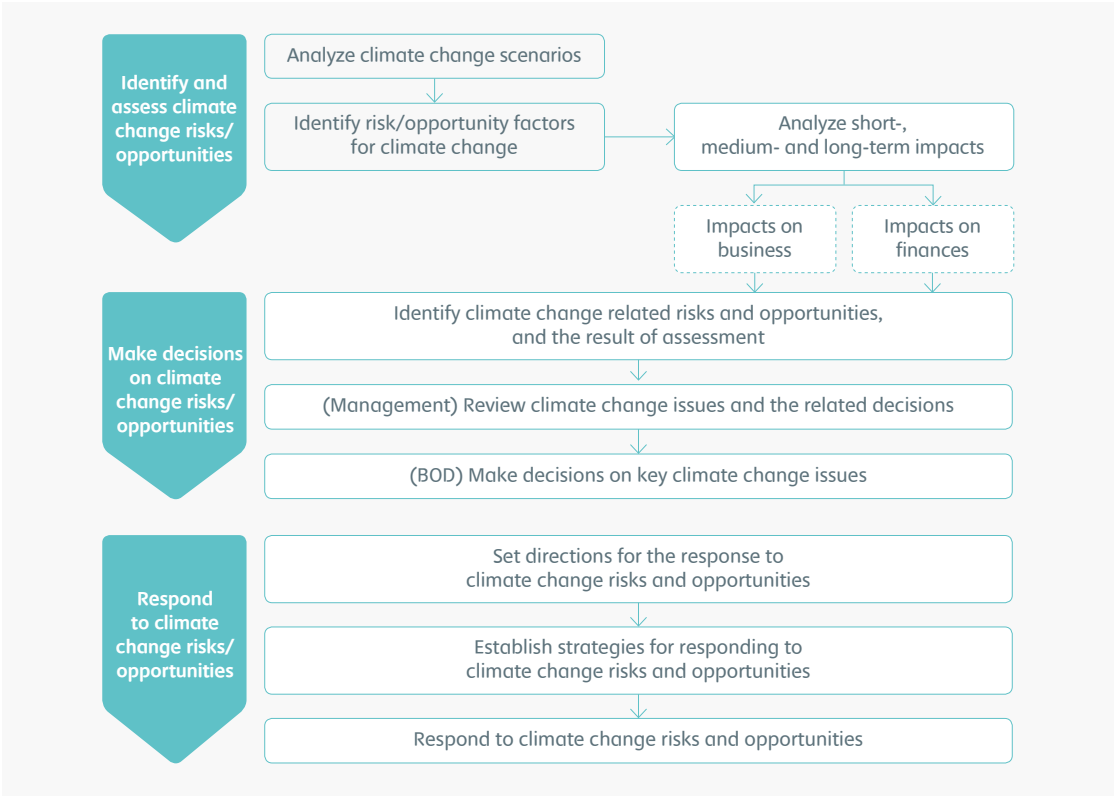 Identify and
assess climate
change risks/
opportunities
Analyze climate change scenarios
Identify risk/opportunity factors
for climate change
Analyze short-,
medium- and long-term impacts
Impacts on
business
Impacts on
finances
Make decisions
on climate
change risks/
opportunities
Identify climate change related risks and opportunities,
and the result of assessment
(Management) Review climate change issues and the related decisions
(BOD) Make decisions on key climate change issues
Respond
to climate
change risks/
opportunities
Set directions for the response to
climate change risks and opportunities
Establish strategies for responding to
climate change risks and opportunities
Respond to climate change risks and opportunities